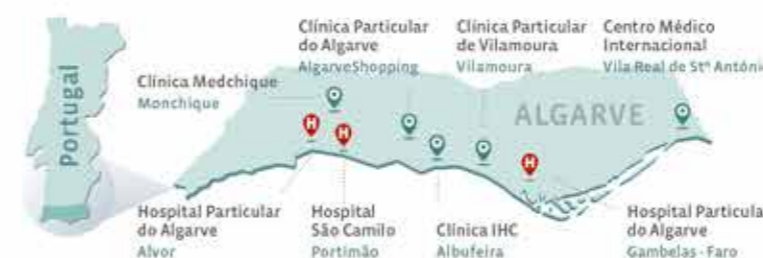 Portugal
Clínica Particular
do Algarve
AlgarveShopping
Clínica Particular
de Vilamoura
Vilamoura
Centro Médico
Internacional
Vila Real de Stº Antóni
Clínica Medchique
Monchique
ALGARVE
H
H
H
Hospital Particular
do Algarve
Alvor
Hospital
São Camilo
Portimão
Clínica IHC
Albufeira
Hospital Particula
do Algarve
Gambelas - Faro